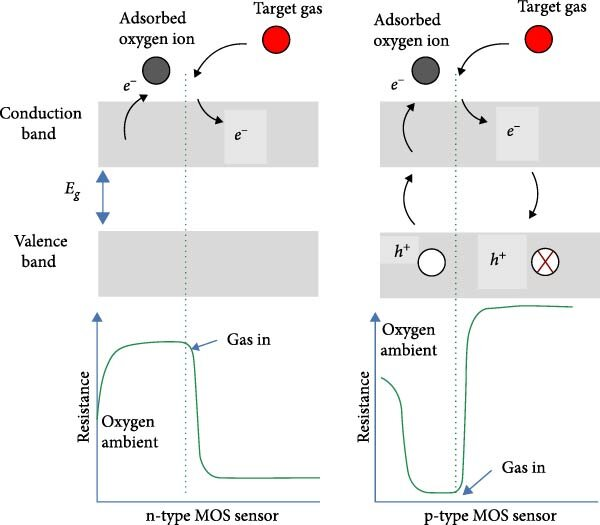 Adsorbed
oxygen ion
Target gas
e–
Conduction
band
e–
Eg
Valence
band
Gas in
Oxygen
ambient
Resistance
n-type MOS sensor
Adsorbed
oxygen ion
Target gas
e–
e–
h+
h+
Oxygen
ambient
Resistance
Gas in
p-type MOS sensor